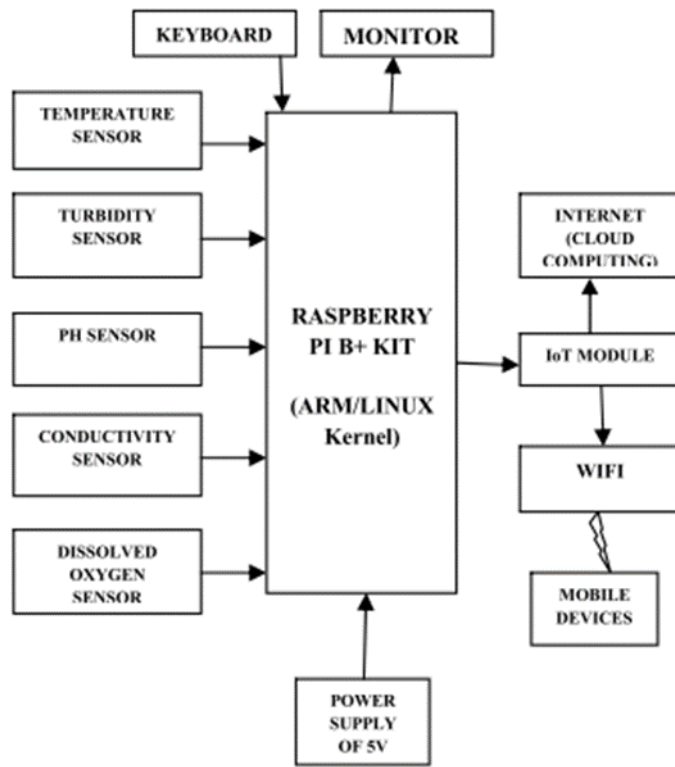 KEYBOARD
MONITOR
TEMPERATURE
SENSOR
TURBIDITY
SENSOR
PH SENSOR
CONDUCTIVITY
SENSOR
DISSOLVED
OXYGEN
SENSOR
RASPBERRY
PI B+ KIT
(ARM/LINUX
Kernel)
POWER
SUPPLY
OF 5V
INTERNET
(CLOUD
COMPUTING)
IoT MODULE
WIFI
MOBILE
DEVICES